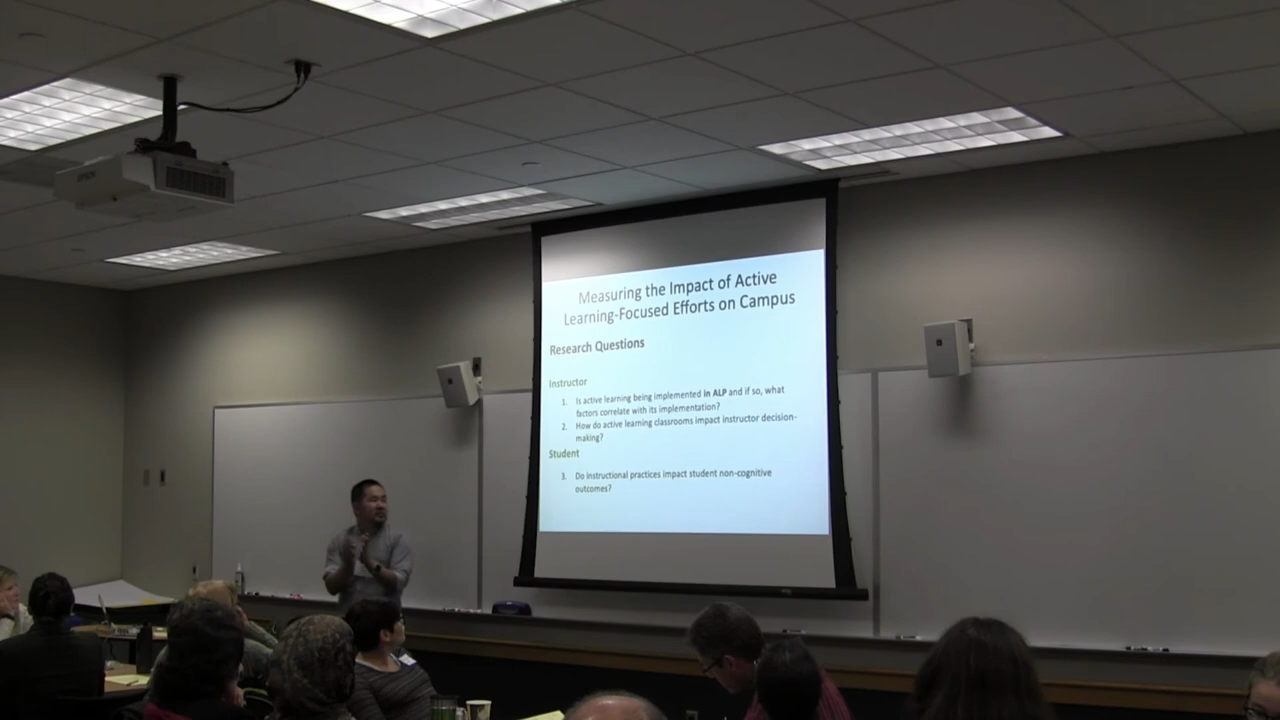 EPSON
Measuring the Impact of Active
Learning-Focused Efforts on Campus
Research Questions
Instructor
1. Is active learning being implemented in ALP and if so, what
factors correlate with its implementation?
2. How do active learning classrooms impact instructor decision-
making?
Student
3. Do instructional practices impact student non-cognitive
outcomes?